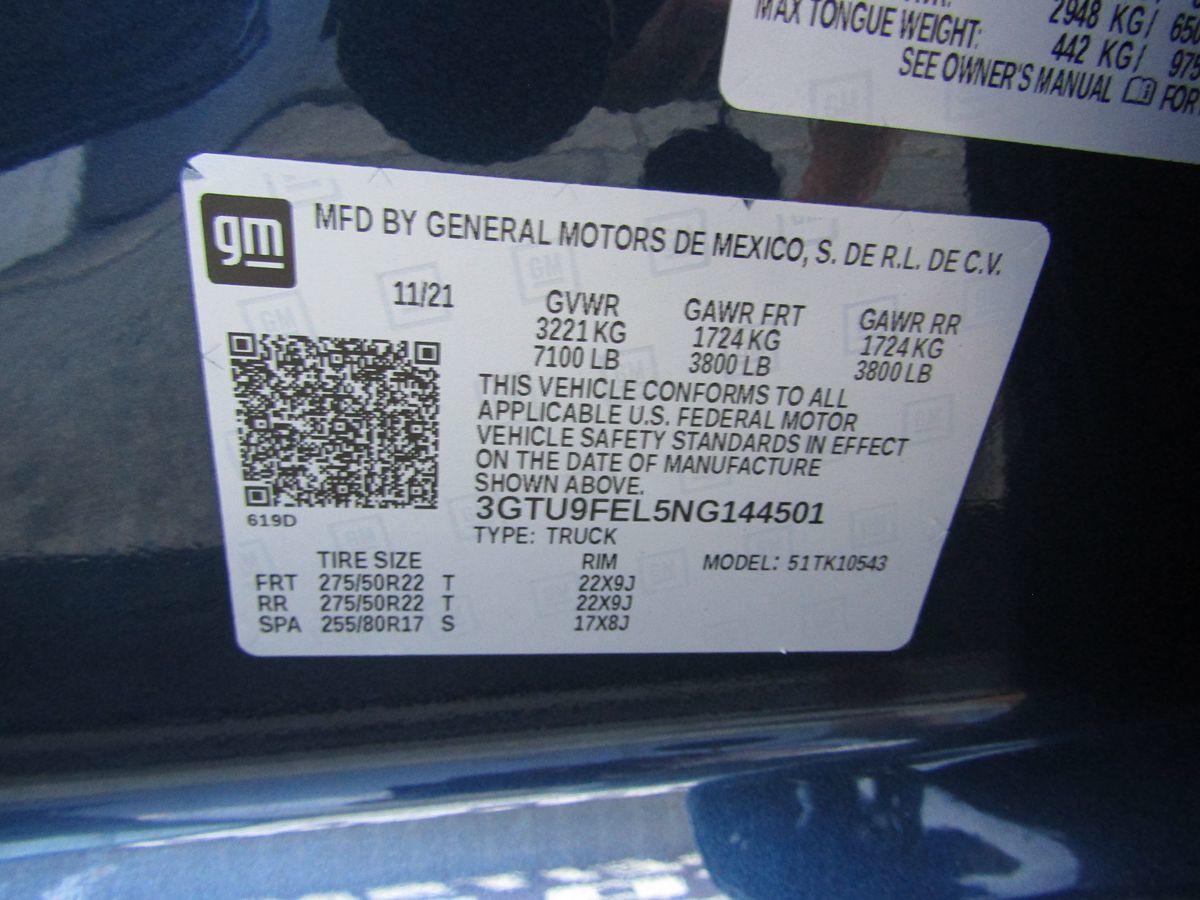 2948 KG/ 650
MAX TONGUE WEIGHT: 442 KG/ 975
SEE OWNER'S MANUAL FOR
gm
MFD BY GENERAL MOTORS DE MEXICO, S. DE R.L. DE C.V.
11/21
GVWR GAWR FRT GAWR RR
3221 KG 1724 KG 1724 KG
7100 LB 3800 LB 3800 LB
THIS VEHICLE CONFORMS TO ALL
APPLICABLE U.S. FEDERAL MOTOR
VEHICLE SAFETY STANDARDS IN EFFECT
ON THE DATE OF MANUFACTURE
SHOWN ABOVE.
3GTU9FEL5NG144501
619D
TYPE: TRUCK
TIRE SIZE RIM MODEL: 51TK10543
FRT 275/50R22 T 22X9J
RR 275/50R22 T 22X9J
SPA 255/80R17 S 17X8J